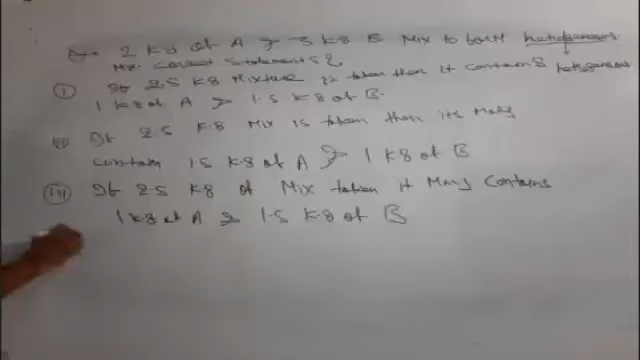 2 kg of A & 3 kg B Mix to form
Mix. Correct Statements
(i) If 2.5 kg Mixture is taken then it contains
1 kg of A & 1.5 kg of B.
(ii) If 2.5 kg Mix is taken then its May
contain 1.5 kg of A & 1 kg of B
If 2.5 kg of Mix taken it May Contains
1 kg of A & 1.5 kg of B